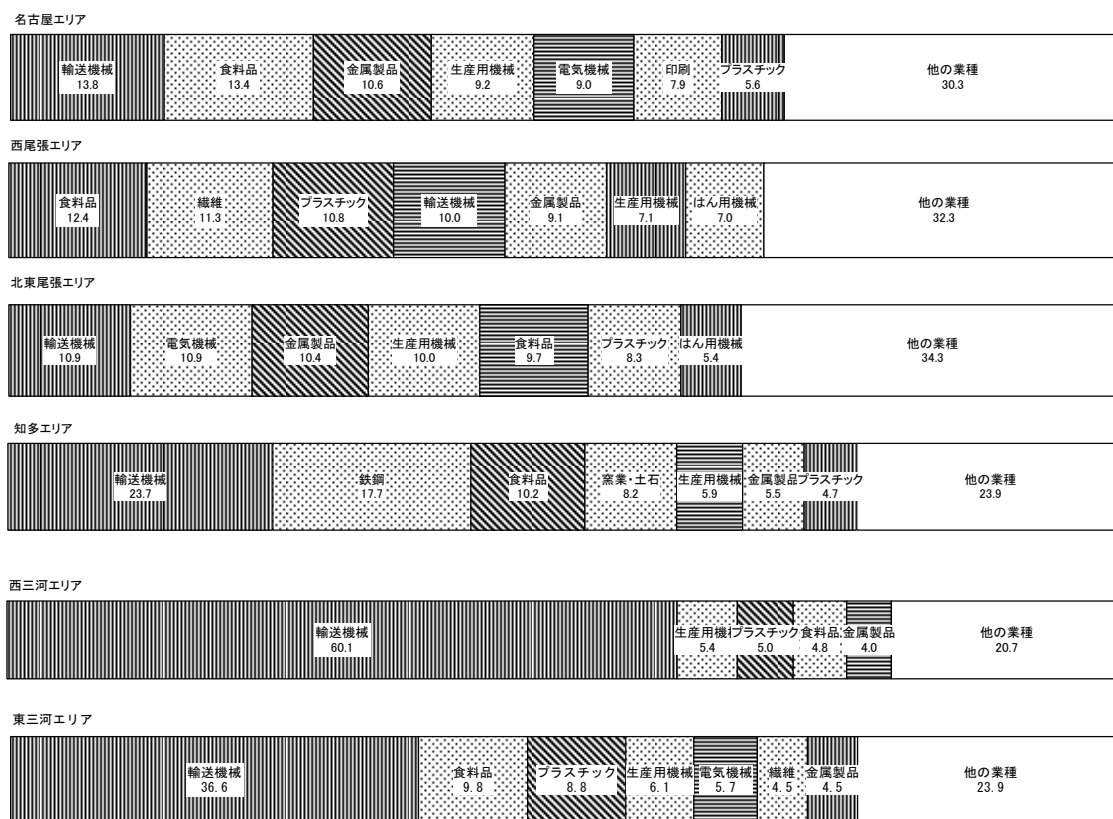 名古屋エリア
輸送機械 食料品 金属製品 生産用機械 電気機械 印刷 プラスチック 他の業種
13.8 13.4 10.6 9.2 9.0 7.9 5.6 30.3
西尾張エリア
食料品 繊維 プラスチック 輸送機械 金属製品 生産用機械 はん用機械 他の業種
12.4 11.3 10.8 10.0 9.1 7.1 7.0 32.3
北東尾張エリア
輸送機械 電気機械 金属製品 生産用機械 食料品 プラスチック はん用機械 他の業種
10.9 10.9 10.4 10.0 9.7 8.3 5.4 34.3
知多エリア
輸送機械 鉄鋼 食料品 窯業・土石 生産用機械 金属製品 プラスチック 他の業種
23.7 17.7 10.2 8.2 5.9 5.5 4.7 23.9
西三河エリア
輸送機械 生産用機 プラスチック 食料品 金属製品 他の業種
60.1 5.4 5.0 4.8 4.0 20.7
東三河エリア
輸送機械 食料品 プラスチック 生産用機械 電気機械 繊維 金属製品 他の業種
36.6 9.8 8.8 6.1 5.7 4.5 4.5 23.9